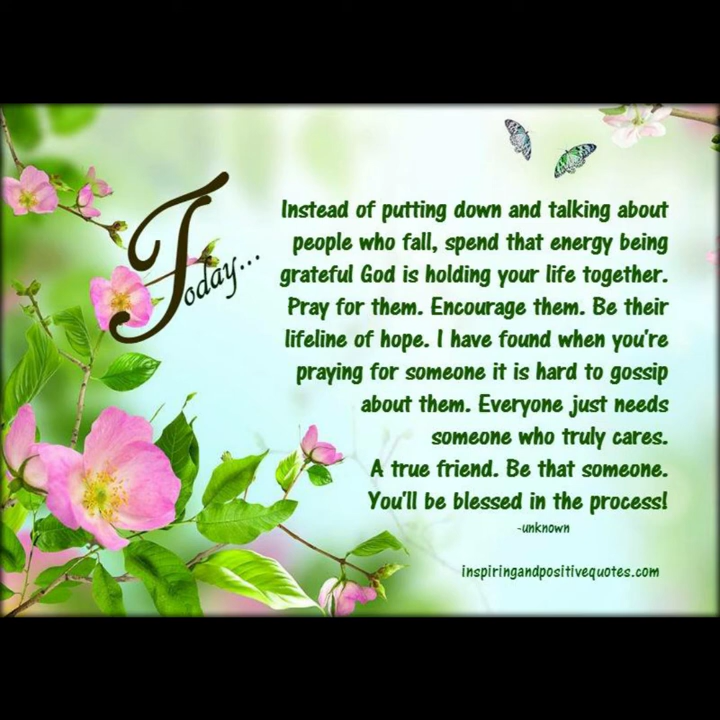 Today...
Instead of putting down and talking about
people who fall, spend that energy being
grateful God is holding your life together.
Pray for them. Encourage them. Be their
lifeline of hope. I have found when you're
praying for someone it is hard to gossip
about them. Everyone just needs
someone who truly cares.
A true friend. Be that someone.
You'll be blessed in the process!
-unknown
inspiringandpositivequotes.com